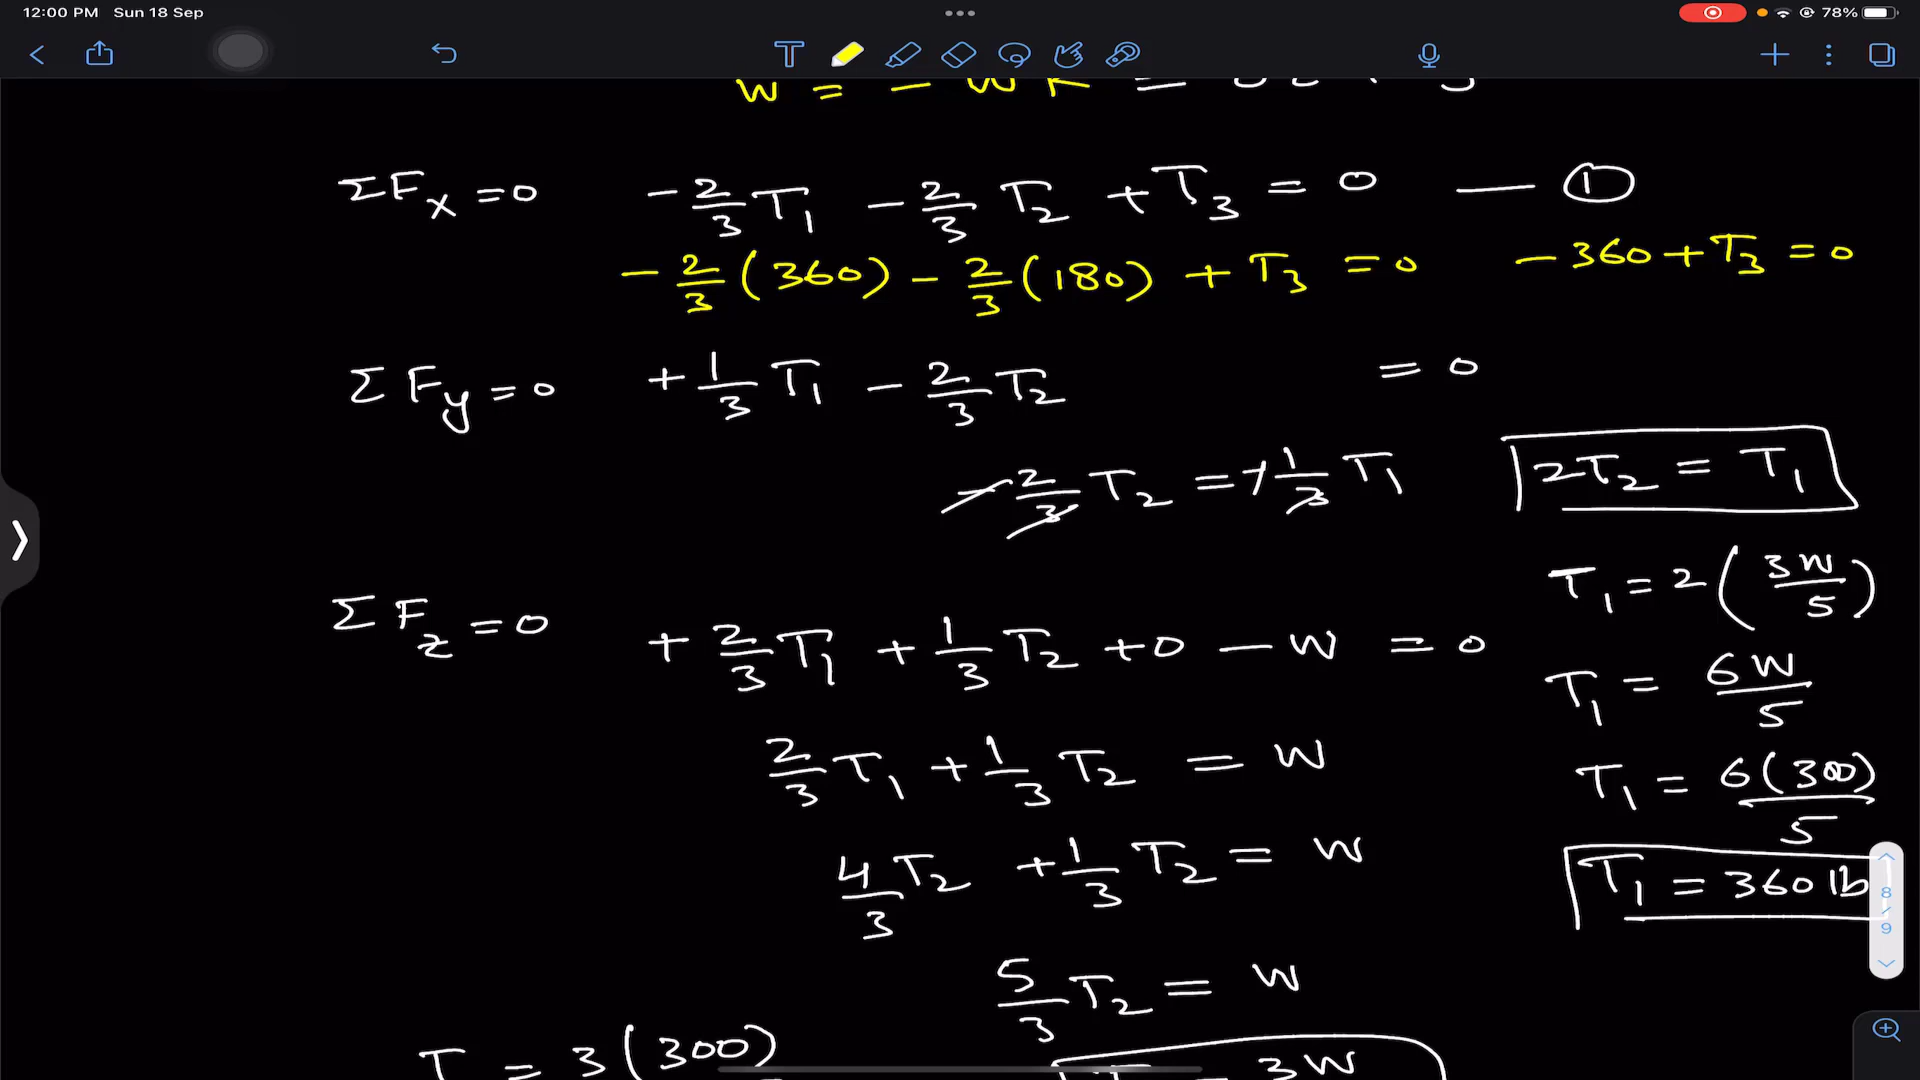 12:00 PM Sun 18 Sep
78%
W = - W K =
ΣFx = 0 -2/3 T1 - 2/3 T2 + T3 = 0 — ①
-2/3 (360) - 2/3 (180) + T3 = 0 -360 + T3 = 0
ΣFy = 0 +1/3 T1 - 2/3 T2 = 0
-2/3 T2 = +1/3 T1 2T2 = T1
T1 = 2 (3W/5)
ΣFz = 0 +2/3 T1 + 1/3 T2 + 0 - W = 0
T1 = 6W/5
2/3 T1 + 1/3 T2 = W
T1 = 6(300)/5
4/3 T2 + 1/3 T2 = W
T1 = 360 lb
8/9
5/3 T2 = W
T = 3(300)
3W